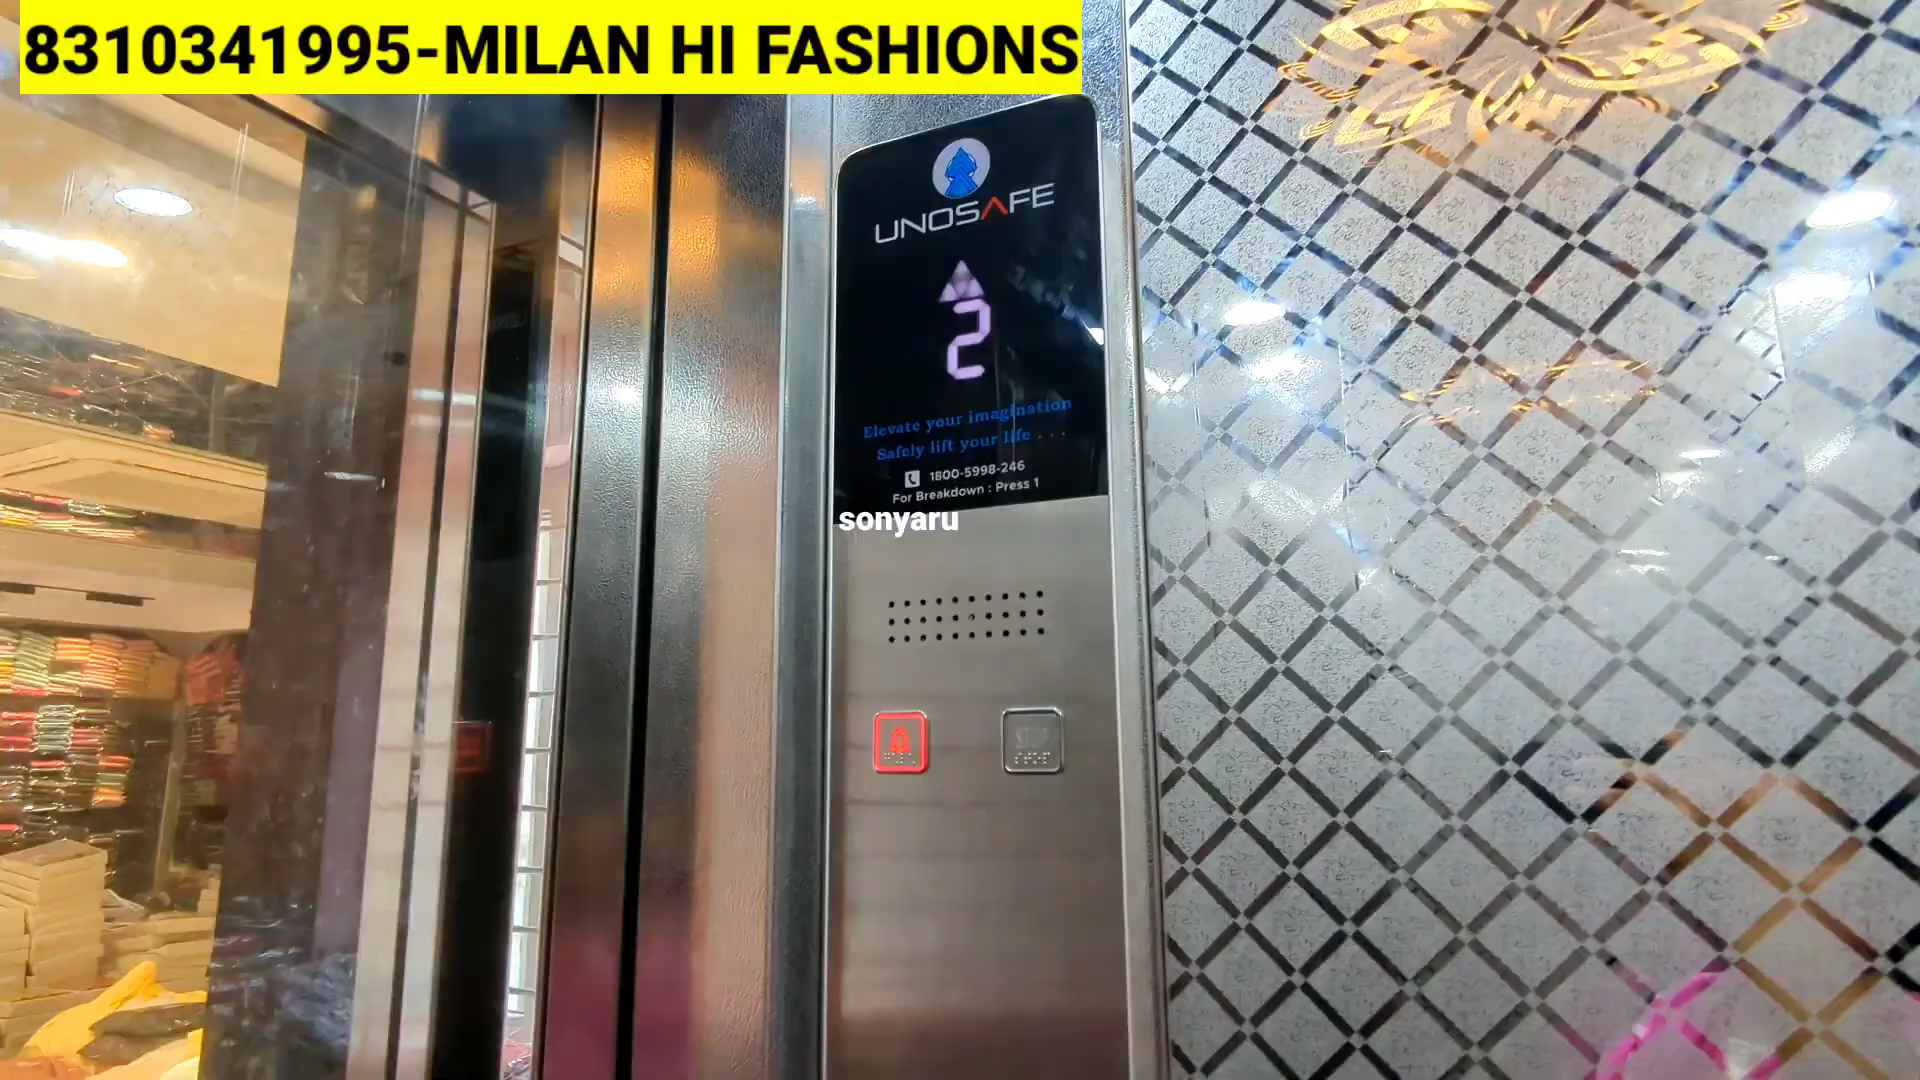 8310341995-MILAN HI FASHIONS
UNOSAFE
2
Elevate your imagination
Safely lift your life ...
1800-5998-246
For Breakdown : Press 1
sonyaru